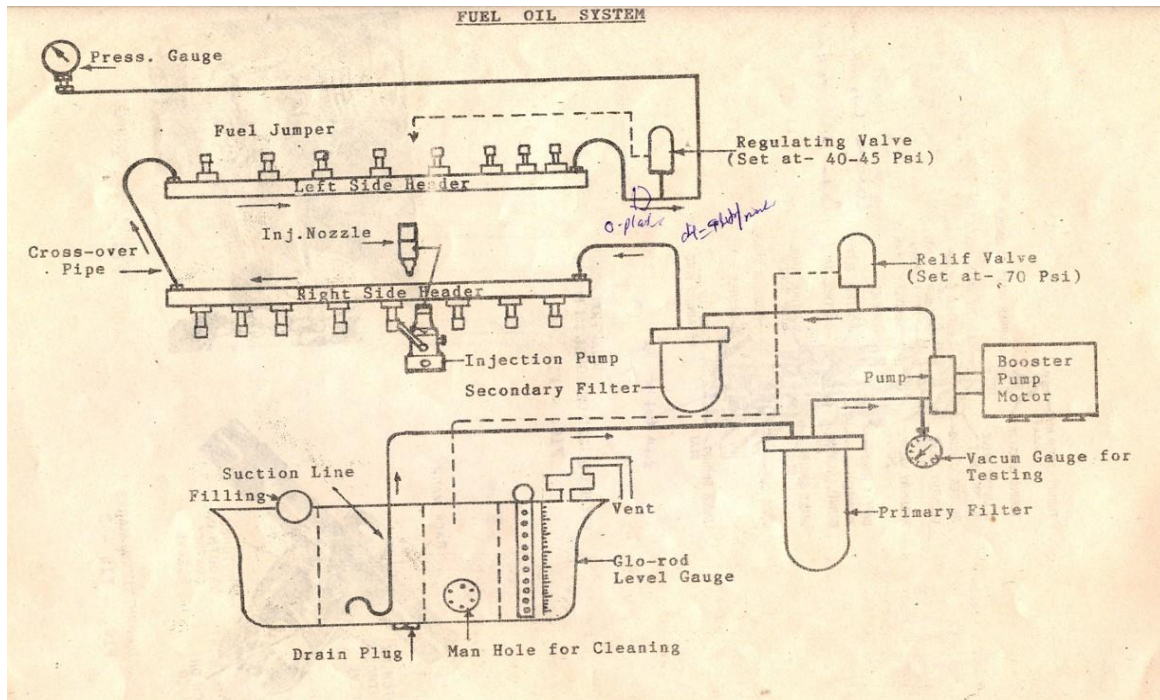 FUEL OIL SYSTEM
Press. Gauge
Fuel Jumper
Regulating Valve
(Set at- 40-45 Psi)
Left Side Header
Inj.Nozzle
Cross-over
Pipe
Relif Valve
(Set at- 70 Psi)
Right Side Header
Injection Pump
Secondary Filter
Pump
Booster
Pump
Motor
Suction Line
Filling
Vacum Gauge for
Testing
Vent
Primary Filter
Glo-rod
Level Gauge
Drain Plug
Man Hole for Cleaning